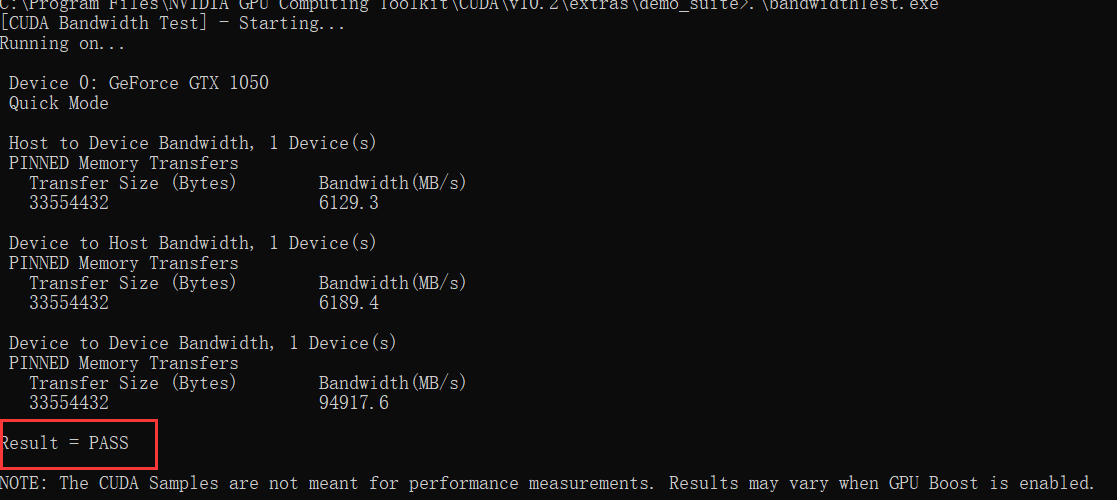 C:\Program Files\NVIDIA GPU Computing Toolkit\CUDA\v10.2\extras\demo_suite>.\bandwidthTest.exe
[CUDA Bandwidth Test] - Starting...
Running on...
Device 0: GeForce GTX 1050
Quick Mode
Host to Device Bandwidth, 1 Device(s)
PINNED Memory Transfers
Transfer Size (Bytes) Bandwidth(MB/s)
33554432 6129.3
Device to Host Bandwidth, 1 Device(s)
PINNED Memory Transfers
Transfer Size (Bytes) Bandwidth(MB/s)
33554432 6189.4
Device to Device Bandwidth, 1 Device(s)
PINNED Memory Transfers
Transfer Size (Bytes) Bandwidth(MB/s)
33554432 94917.6
Result = PASS
NOTE: The CUDA Samples are not meant for performance measurements. Results may vary when GPU Boost is enabled.